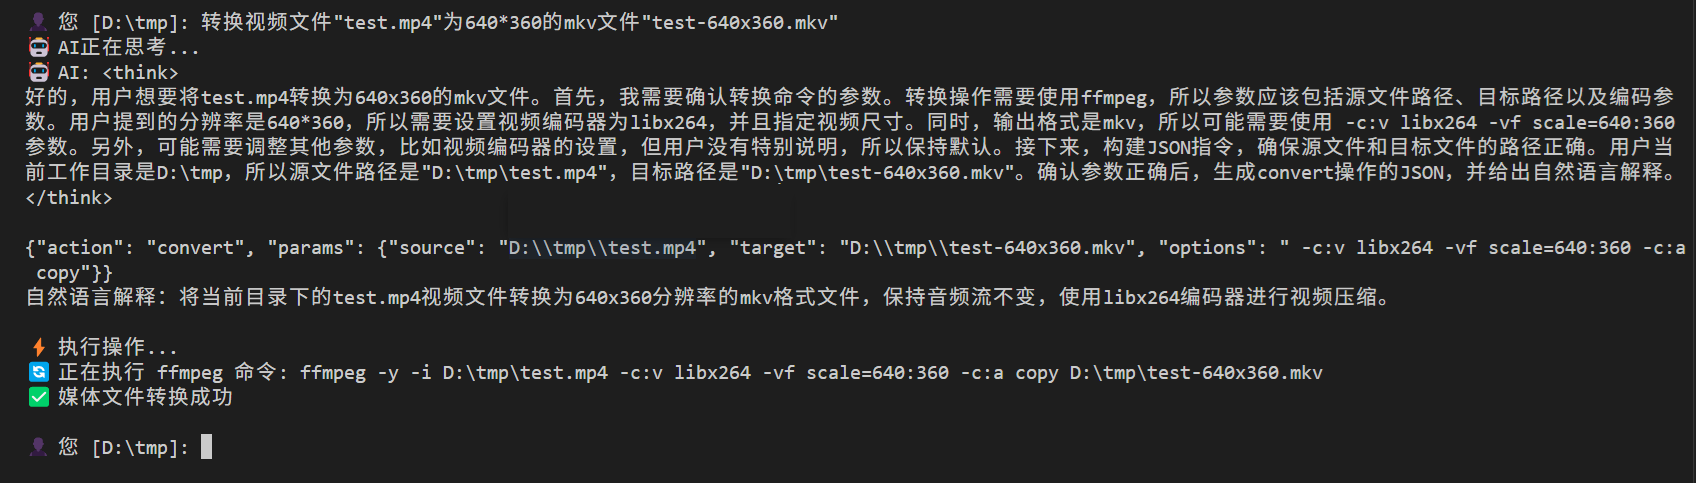 👤 您 [D:\tmp]: 转换视频文件"test.mp4"为640*360的mkv文件"test-640x360.mkv"
🤖 AI正在思考...
🤖 AI: <think>
好的，用户想要将test.mp4转换为640x360的mkv文件。首先，我需要确认转换命令的参数。转换操作需要使用ffmpeg，所以参数应该包括源文件路径、目标路径以及编码参
数。用户提到的分辨率是640*360，所以需要设置视频编码器为libx264，并且指定视频尺寸。同时，输出格式是mkv，所以可能需要使用 -c:v libx264 -vf scale=640:360
参数。另外，可能需要调整其他参数，比如视频编码器的设置，但用户没有特别说明，所以保持默认。接下来，构建JSON指令，确保源文件和目标文件的路径正确。用户当
前工作目录是D:\tmp，所以源文件路径是"D:\tmp\test.mp4"，目标路径是"D:\tmp\test-640x360.mkv"。确认参数正确后，生成convert操作的JSON，并给出自然语言解释。
</think>
{"action": "convert", "params": {"source": "D:\\tmp\\test.mp4", "target": "D:\\tmp\\test-640x360.mkv", "options": " -c:v libx264 -vf scale=640:360 -c:a
copy"}}
自然语言解释：将当前目录下的test.mp4视频文件转换为640x360分辨率的mkv格式文件，保持音频流不变，使用libx264编码器进行视频压缩。
⚡ 执行操作...
🔄 正在执行 ffmpeg 命令: ffmpeg -y -i D:\tmp\test.mp4 -c:v libx264 -vf scale=640:360 -c:a copy D:\tmp\test-640x360.mkv
✅ 媒体文件转换成功
👤 您 [D:\tmp]: